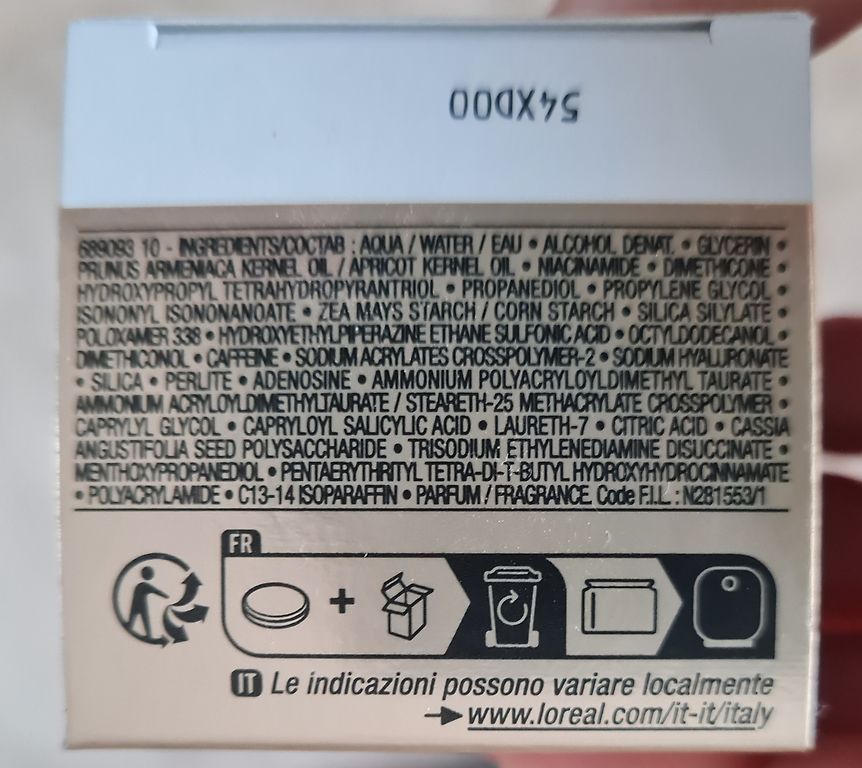 54XD00
689093 10 - INGREDIENTS/СОСТАВ : AQUA / WATER / EAU • ALCOHOL DENAT. • GLYCERIN •
PRUNUS ARMENIACA KERNEL OIL / APRICOT KERNEL OIL • NIACINAMIDE • DIMETHICONE •
HYDROXYPROPYL TETRAHYDROPYRANTRIOL • PROPANEDIOL • PROPYLENE GLYCOL •
ISONONYL ISONONANOATE • ZEA MAYS STARCH / CORN STARCH • SILICA SILYLATE •
POLOXAMER 338 • HYDROXYETHYLPIPERAZINE ETHANE SULFONIC ACID • OCTYLDODECANOL •
DIMETHICONOL • CAFFEINE • SODIUM ACRYLATES CROSSPOLYMER-2 • SODIUM HYALURONATE
• SILICA • PERLITE • ADENOSINE • AMMONIUM POLYACRYLOYLDIMETHYL TAURATE •
AMMONIUM ACRYLOYLDIMETHYLTAURATE / STEARETH-25 METHACRYLATE CROSSPOLYMER •
CAPRYLYL GLYCOL • CAPRYLOYL SALICYLIC ACID • LAURETH-7 • CITRIC ACID • CASSIA
ANGUSTIFOLIA SEED POLYSACCHARIDE • TRISODIUM ETHYLENEDIAMINE DISUCCINATE •
MENTHOXYPROPANEDIOL • PENTAERYTHRITYL TETRA-DI-T-BUTYL HYDROXYHYDROCINNAMATE
• POLYACRYLAMIDE • C13-14 ISOPARAFFIN • PARFUM / FRAGRANCE. Code F.I.L. : N281553/1
FR
IT Le indicazioni possono variare localmente
www.loreal.com/it-it/italy